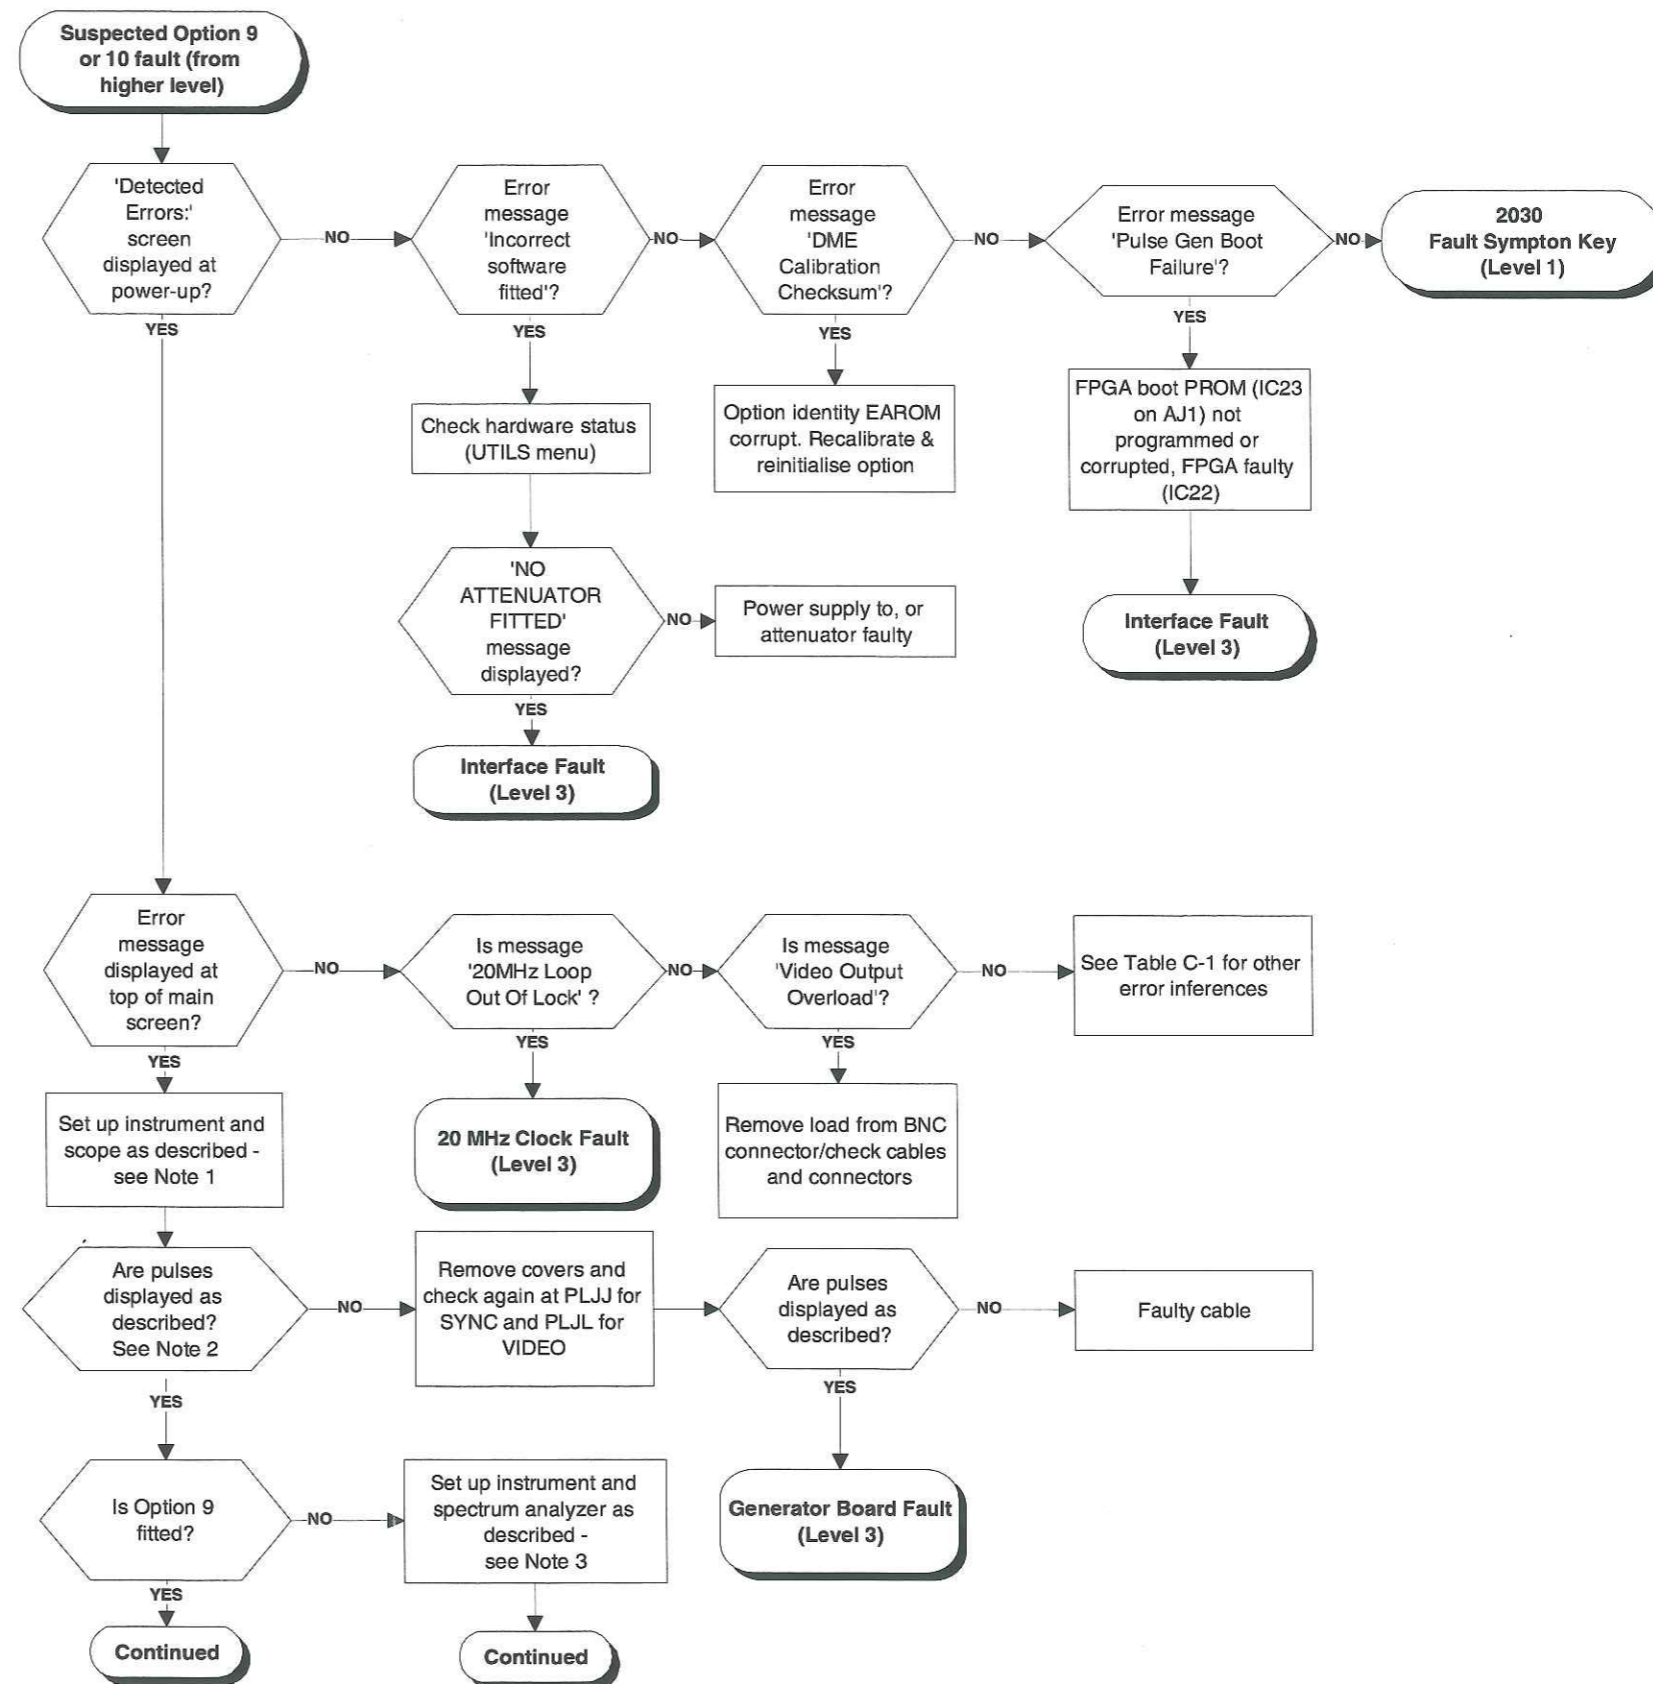 Suspected Option 9
or 10 fault (from
higher level)
'Detected
Errors:'
screen
displayed at
power-up?
NO
YES
Error
message
'Incorrect
software
fitted'?
NO
YES
Error
message
'DME
Calibration
Checksum'?
NO
YES
Error message
'Pulse Gen Boot
Failure'?
NO
YES
2030
Fault Sympton Key
(Level 1)
Check hardware status
(UTILS menu)
Option identity EAROM
corrupt. Recalibrate &
reinitialise option
FPGA boot PROM (IC23
on AJ1) not
programmed or
corrupted, FPGA faulty
(IC22)
'NO
ATTENUATOR
FITTED'
message
displayed?
NO
YES
Power supply to, or
attenuator faulty
Interface Fault
(Level 3)
Interface Fault
(Level 3)
Error
message
displayed at
top of main
screen?
NO
YES
Is message
'20MHz Loop
Out Of Lock' ?
NO
YES
Is message
'Video Output
Overload'?
NO
YES
See Table C-1 for other
error inferences
Set up instrument and
scope as described -
see Note 1
20 MHz Clock Fault
(Level 3)
Remove load from BNC
connector/check cables
and connectors
Are pulses
displayed as
described?
See Note 2
NO
YES
Remove covers and
check again at PLJJ for
SYNC and PLJL for
VIDEO
Are pulses
displayed as
described?
NO
YES
Faulty cable
Is Option 9
fitted?
NO
YES
Set up instrument and
spectrum analyzer as
described -
see Note 3
Generator Board Fault
(Level 3)
Continued
Continued